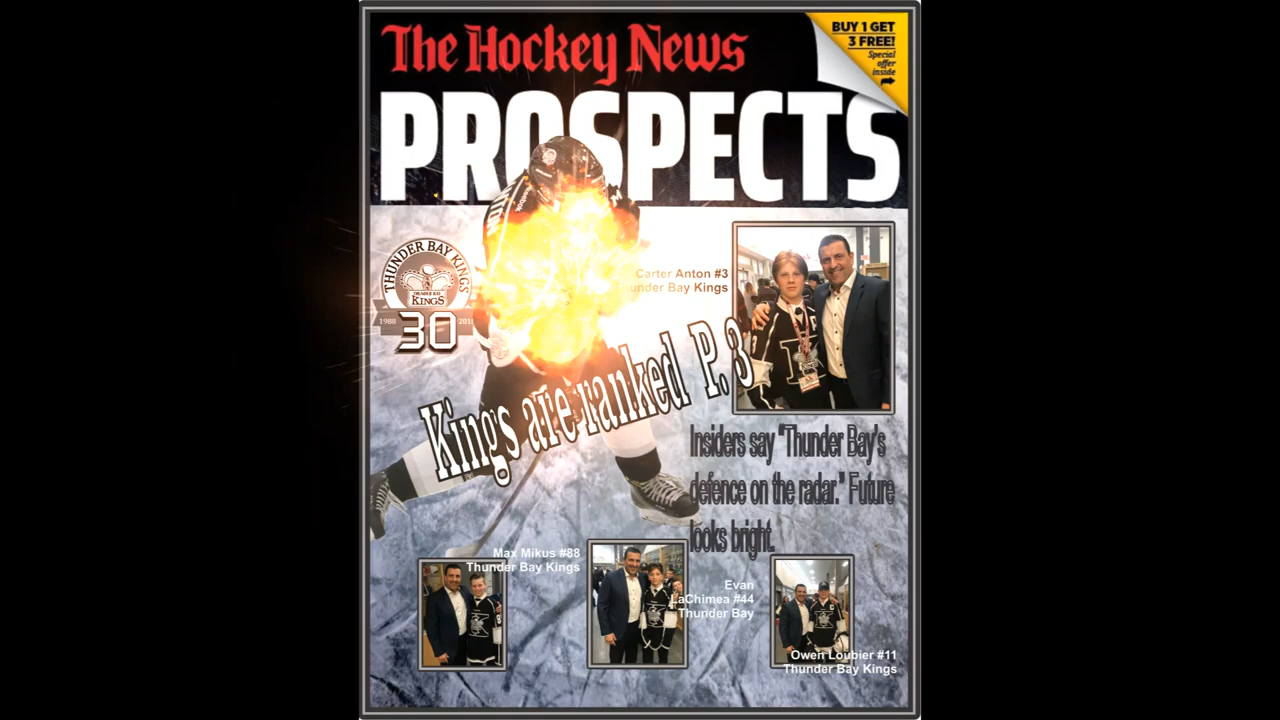 The Hockey News
BUY 1 GET
3 FREE!
Special
offer
inside
PROSPECTS
THUNDER BAY KINGS
THUNDER BAY
KINGS
1988
30
Carter Anton #3
Thunder Bay Kings
Kings are ranked P. 3
Insiders say "Thunder Bay's
defence on the radar." Future
looks bright.
Max Mikus #88
Thunder Bay Kings
Evan
LaChimea #44
Thunder Bay
Owen Loubier #11
Thunder Bay Kings